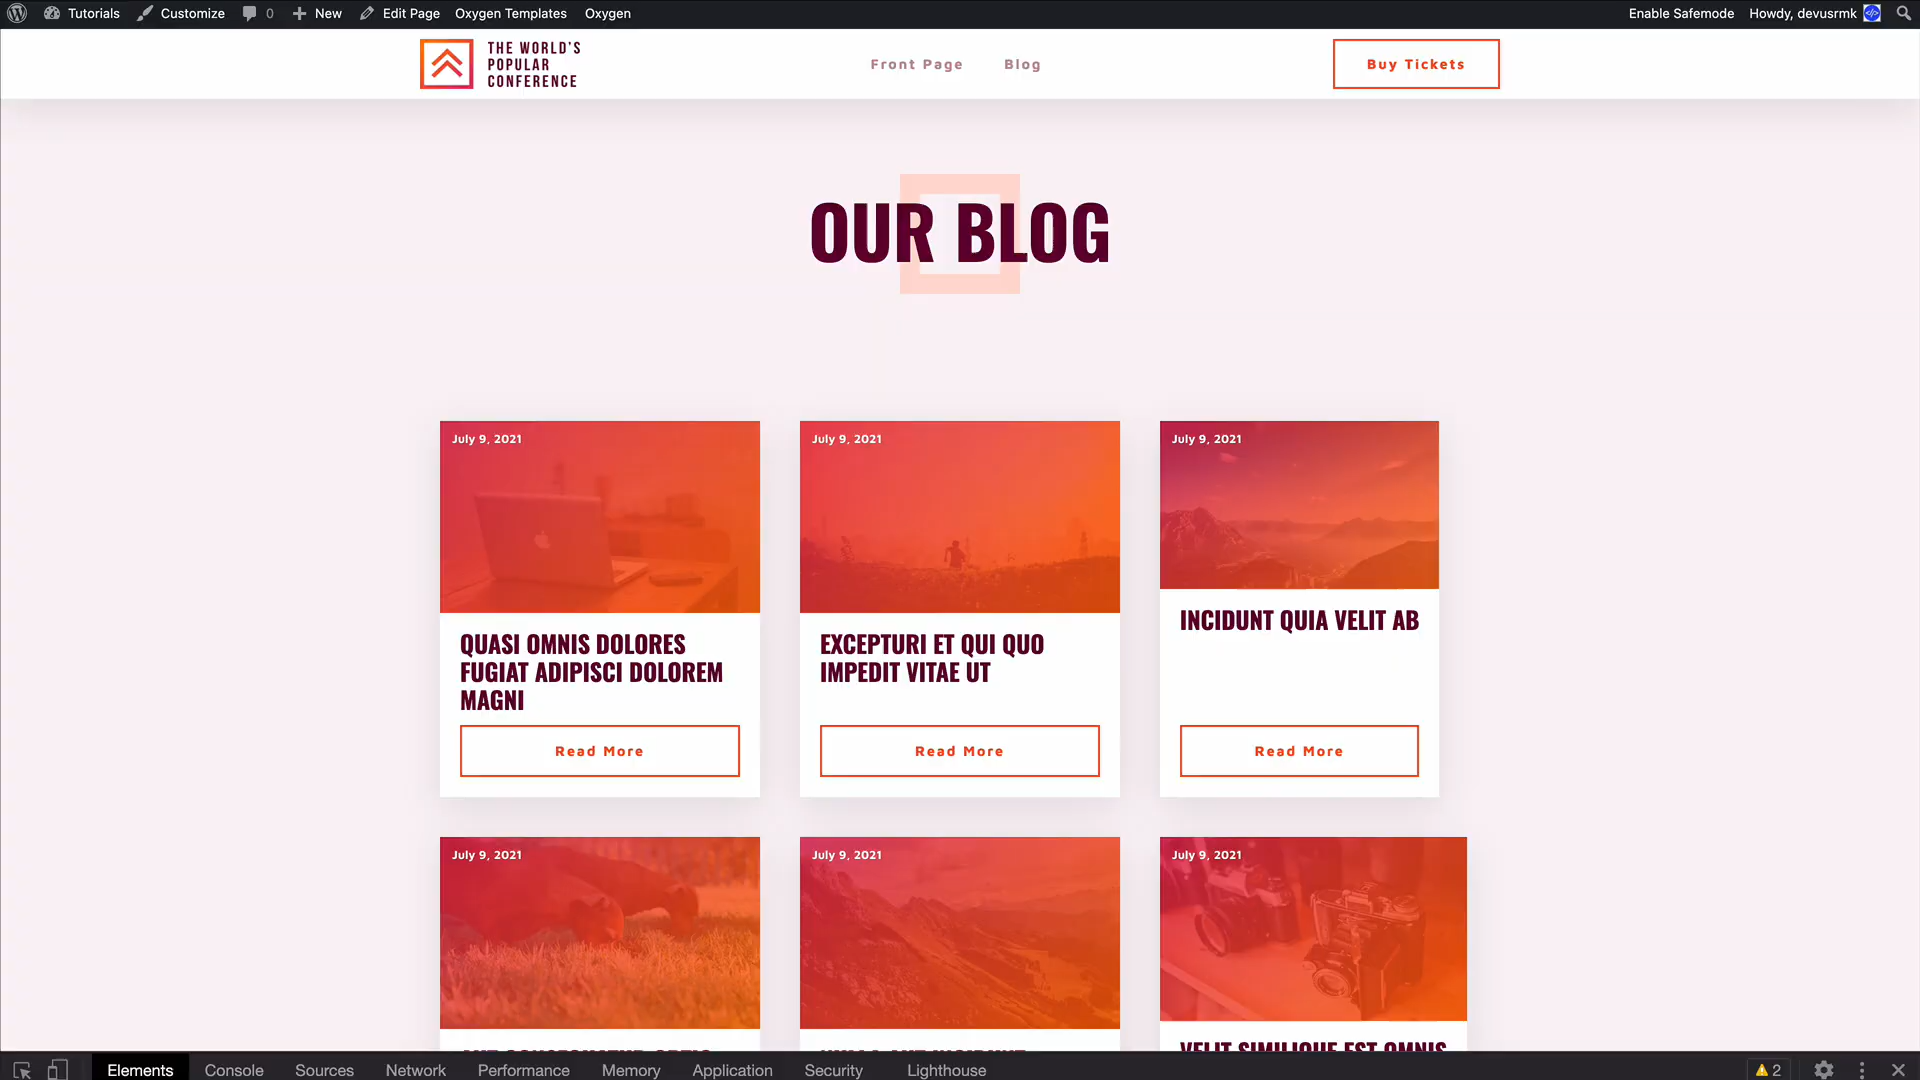 Tutorials Customize 0 New Edit Page Oxygen Templates Oxygen Enable Safemode Howdy, devusrmk
THE WORLD'S
POPULAR
CONFERENCE
Front Page Blog
Buy Tickets
OUR BLOG
July 9, 2021
QUASI OMNIS DOLORES
FUGIAT ADIPISCI DOLOREM
MAGNI
Read More
July 9, 2021
EXCEPTURI ET QUI QUO
IMPEDIT VITAE UT
Read More
July 9, 2021
INCIDUNT QUIA VELIT AB
Read More
July 9, 2021
July 9, 2021
July 9, 2021
VELIT SIMILIQUE EST OMNIS
Elements Console Sources Network Performance Memory Application Security Lighthouse 2